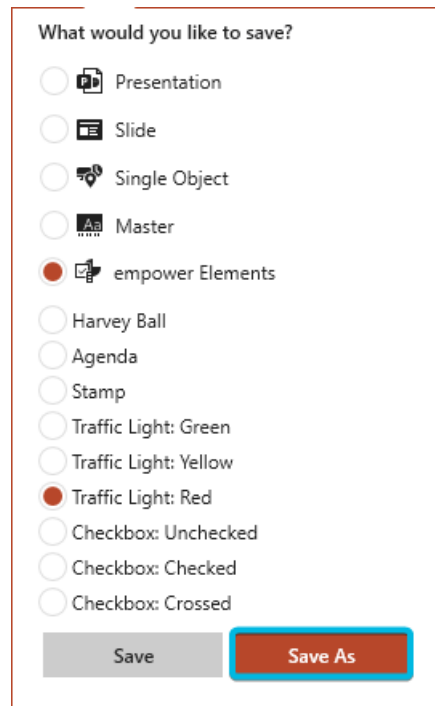 What would you like to save?
Presentation
Slide
Single Object
Aa Master
empower Elements
Harvey Ball
Agenda
Stamp
Traffic Light: Green
Traffic Light: Yellow
Traffic Light: Red
Checkbox: Unchecked
Checkbox: Checked
Checkbox: Crossed
Save Save As